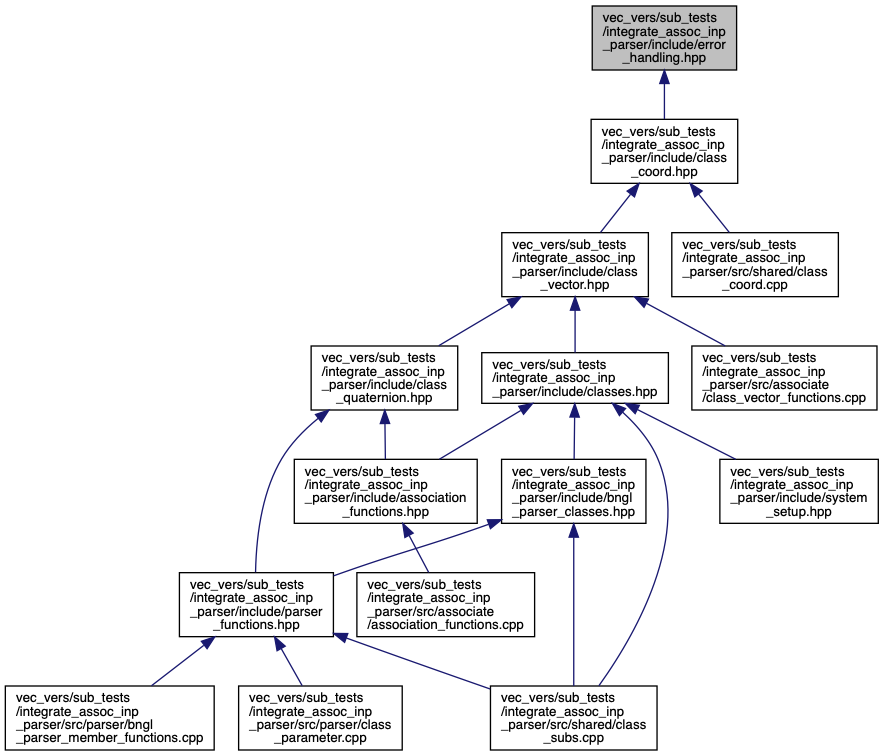 vec_vers/sub_tests
/integrate_assoc_inp
_parser/include/error
_handling.hpp
vec_vers/sub_tests
/integrate_assoc_inp
_parser/include/class
_coord.hpp
vec_vers/sub_tests
/integrate_assoc_inp
_parser/include/class
_vector.hpp
vec_vers/sub_tests
/integrate_assoc_inp
_parser/src/shared/class
_coord.cpp
vec_vers/sub_tests
/integrate_assoc_inp
_parser/include/class
_quaternion.hpp
vec_vers/sub_tests
/integrate_assoc_inp
_parser/include/classes.hpp
vec_vers/sub_tests
/integrate_assoc_inp
_parser/src/associate
/class_vector_functions.cpp
vec_vers/sub_tests
/integrate_assoc_inp
_parser/include/association
_functions.hpp
vec_vers/sub_tests
/integrate_assoc_inp
_parser/include/bngl
_parser_classes.hpp
vec_vers/sub_tests
/integrate_assoc_inp
_parser/include/system
_setup.hpp
vec_vers/sub_tests
/integrate_assoc_inp
_parser/include/parser
_functions.hpp
vec_vers/sub_tests
/integrate_assoc_inp
_parser/src/associate
/association_functions.cpp
vec_vers/sub_tests
/integrate_assoc_inp
_parser/src/parser/bngl
_parser_member_functions.cpp
vec_vers/sub_tests
/integrate_assoc_inp
_parser/src/parser/class
_parameter.cpp
vec_vers/sub_tests
/integrate_assoc_inp
_parser/src/shared/class
_subs.cpp